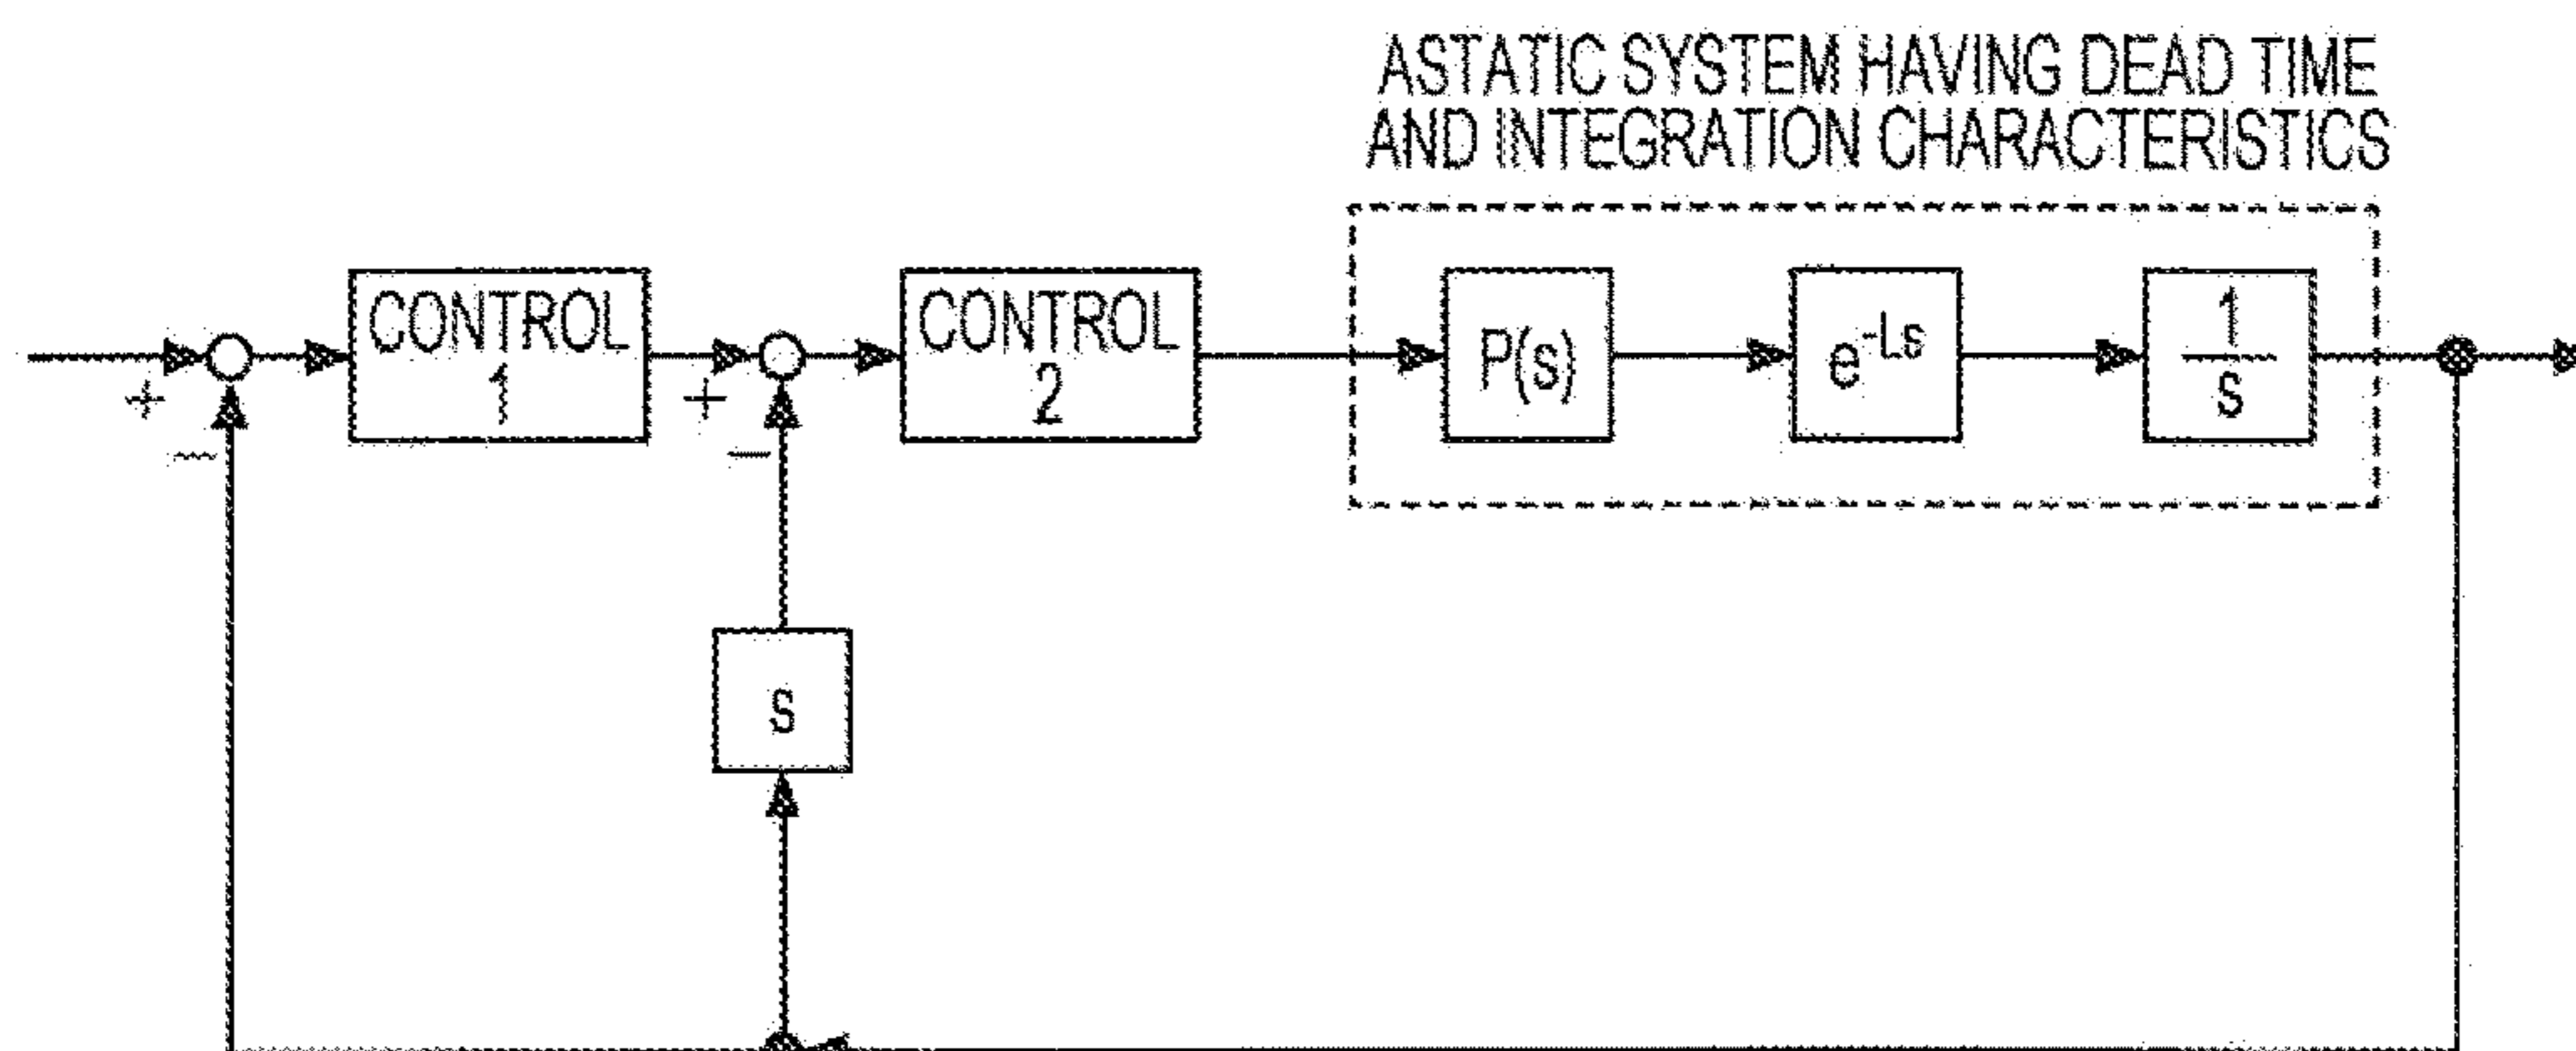 ASTATIC SYSTEM HAVING DEAD TIME
AND INTEGRATION CHARACTERISTICS
CONTROL
1
CONTROL
2
P(s)
e^-Ls
1
s
+
−
+
−
s